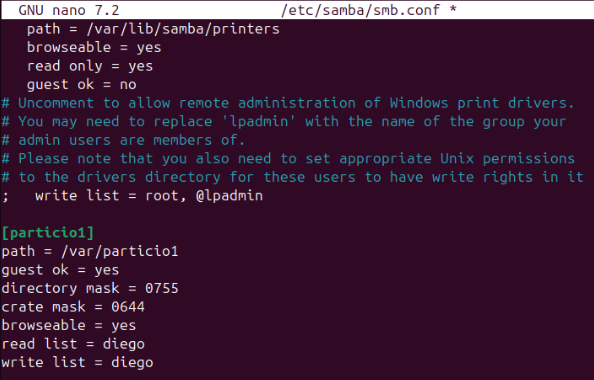 GNU nano 7.2 /etc/samba/smb.conf *
path = /var/lib/samba/printers
browseable = yes
read only = yes
guest ok = no
# Uncomment to allow remote administration of Windows print drivers.
# You may need to replace 'lpadmin' with the name of the group your
# admin users are members of.
# Please note that you also need to set appropriate Unix permissions
# to the drivers directory for these users to have write rights in it
;   write list = root, @lpadmin
[particio1]
path = /var/particio1
guest ok = yes
directory mask = 0755
crate mask = 0644
browseable = yes
read list = diego
write list = diego